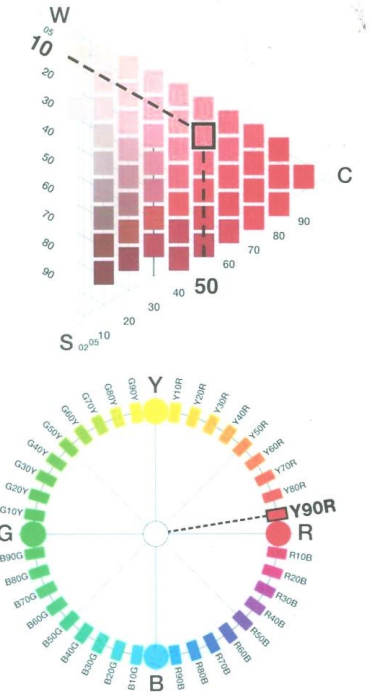 W
05
10
20
30
40
50
60
70
80
90
C
90
80
70
60
50
40
30
20
10
05
02
S
Y
G90Y
G80Y
G70Y
G60Y
G50Y
G40Y
G30Y
G20Y
G10Y
G
B90G
B80G
B70G
B60G
B50G
B40G
B30G
B20G
B10G
B
R90B
R80B
R70B
R60B
R50B
R40B
R30B
R20B
R10B
R
Y90R
Y80R
Y70R
Y60R
Y50R
Y40R
Y30R
Y20R
Y10R